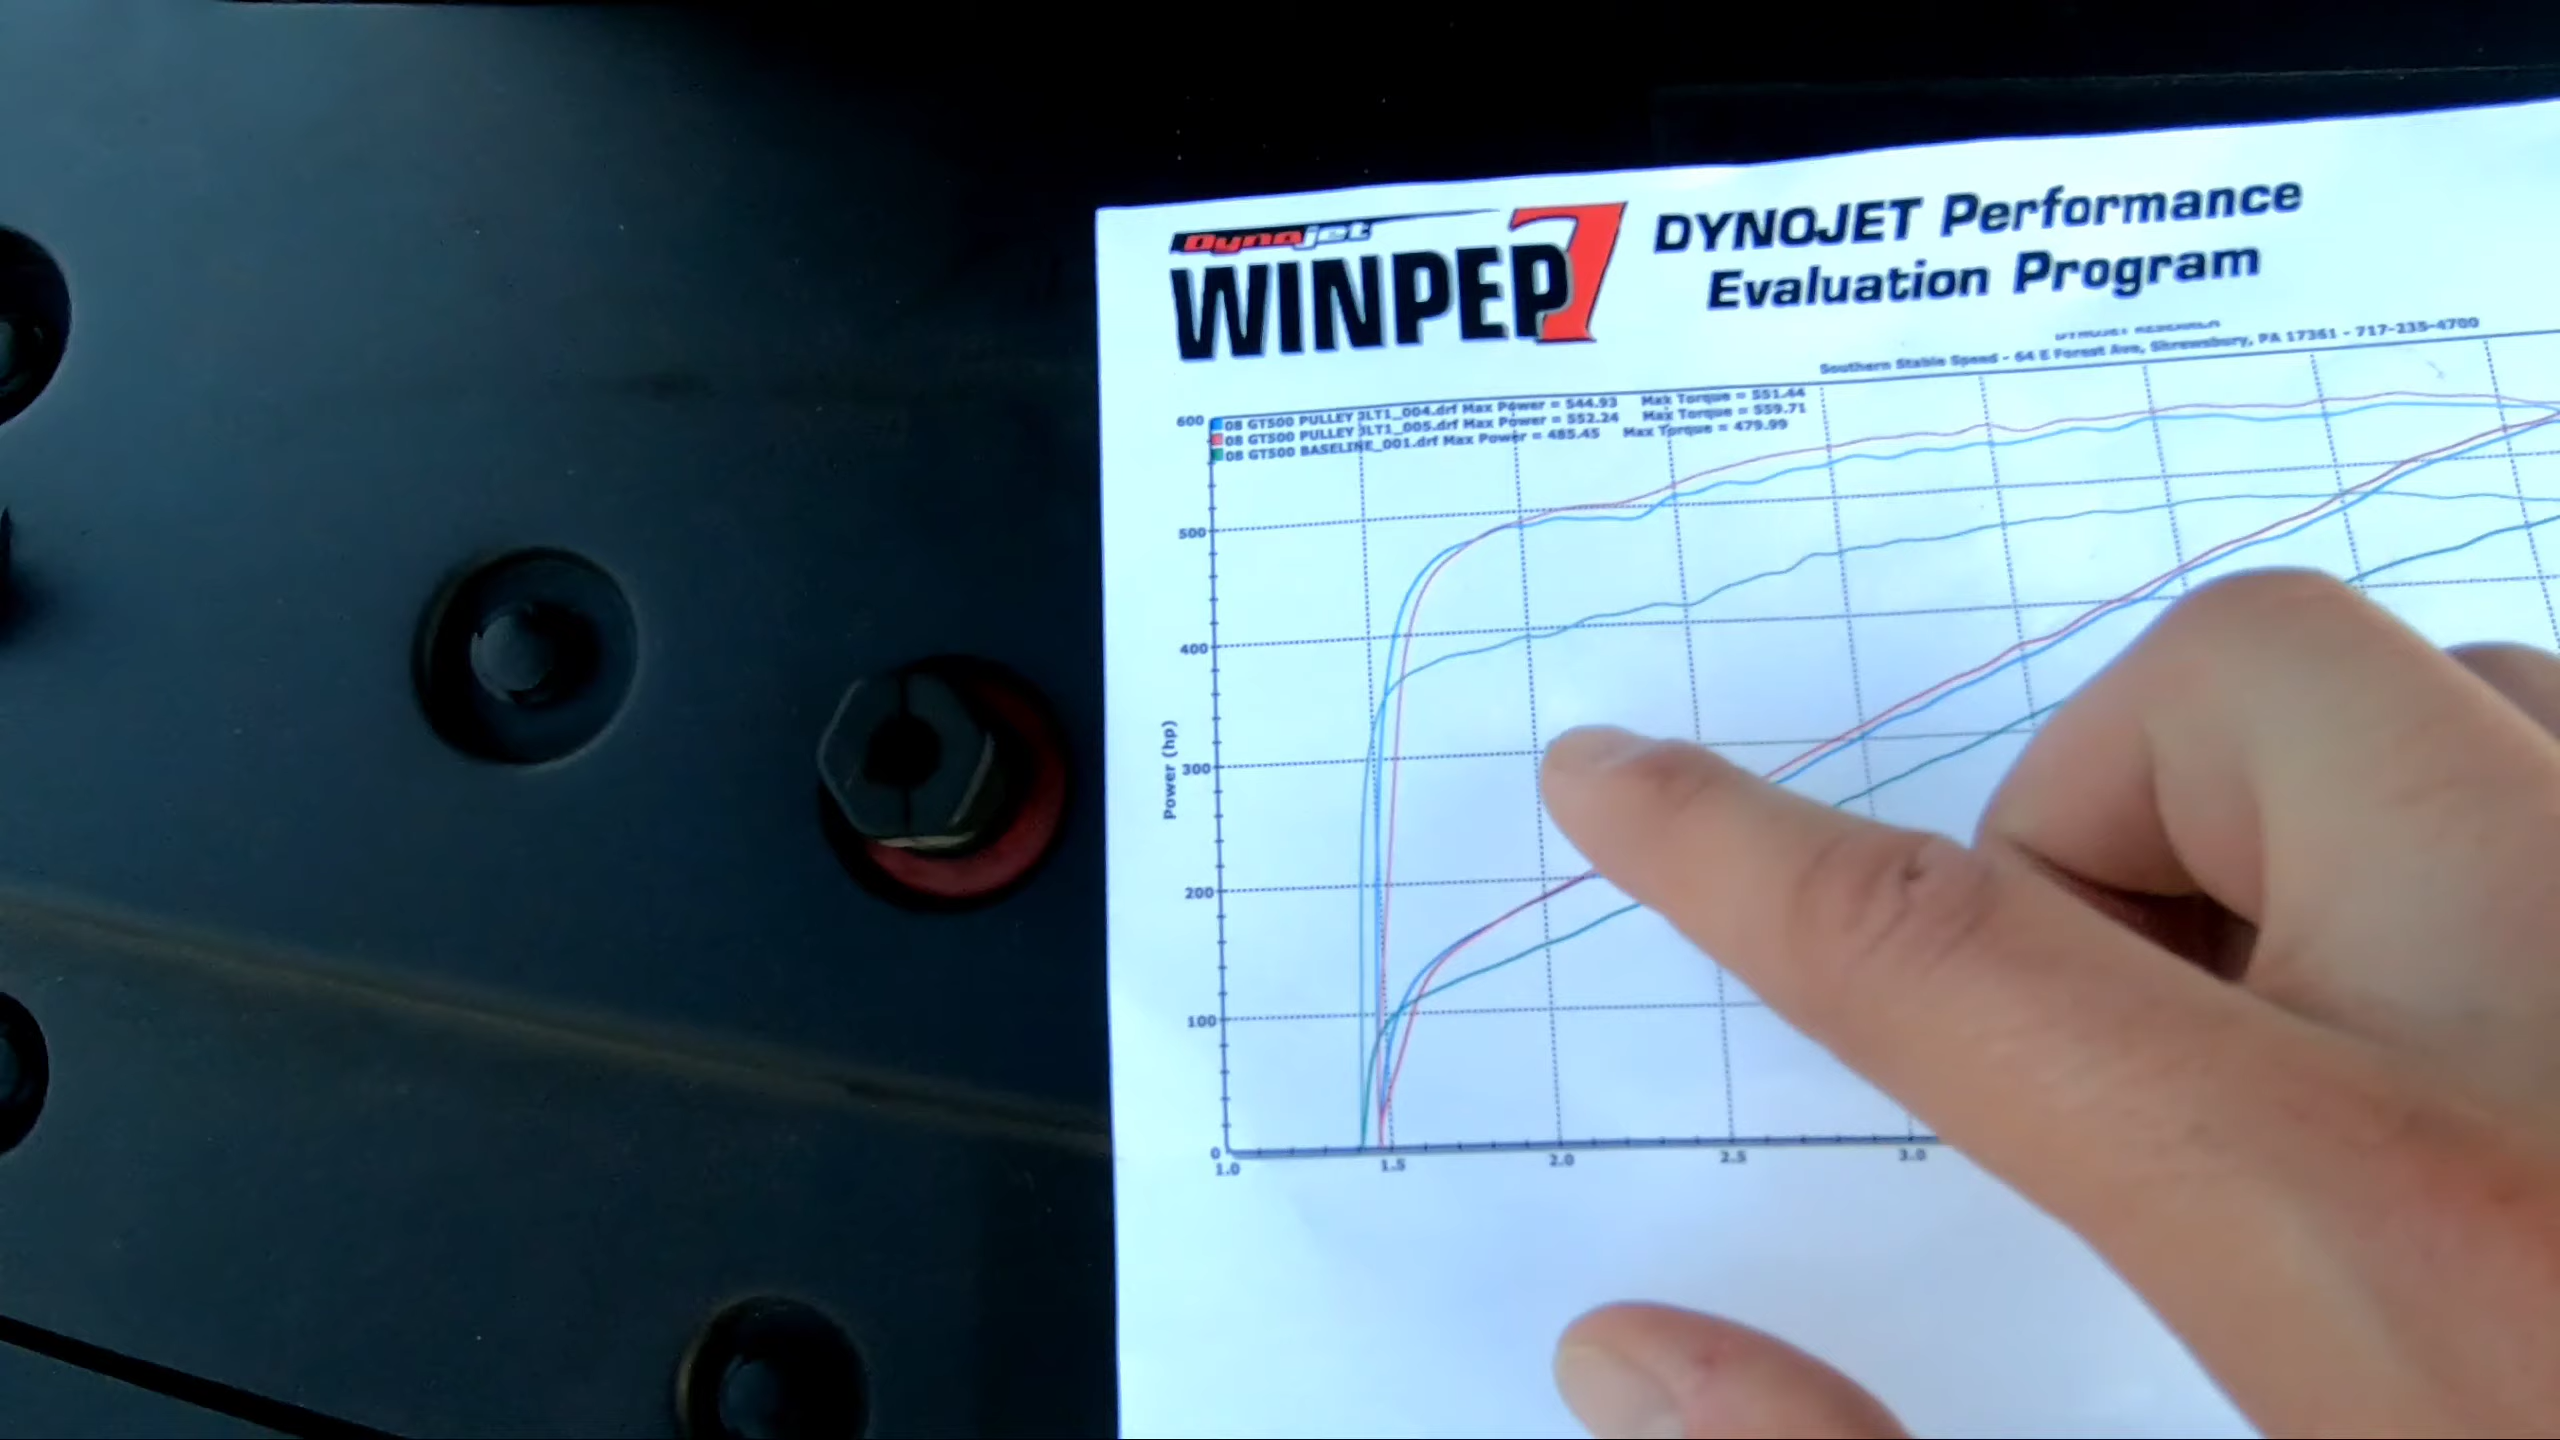 Dynojet
WINPEP7
DYNOJET Performance
Evaluation Program
Southern Stable Speed - 64 E Forest Ave, Shrewsbury, PA 17361 - 717-235-4700
08 GT500 PULLEY JLT1_004.drf Max Power = 544.93 Max Torque = 551.44
08 GT500 PULLEY JLT1_005.drf Max Power = 552.24 Max Torque = 559.71
08 GT500 BASELINE_001.drf Max Power = 485.45 Max Torque = 479.99
600
500
400
300
200
100
0
Power (hp)
1.0 1.5 2.0 2.5 3.0